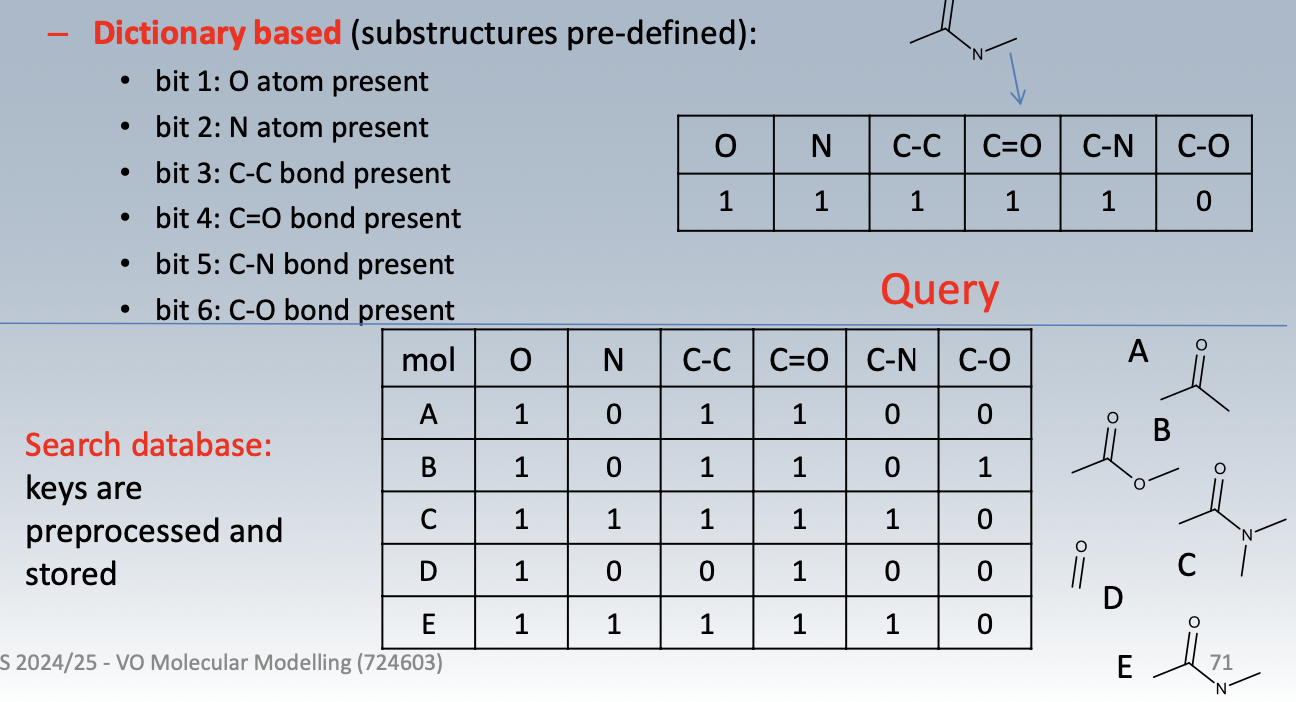 – Dictionary based (substructures pre-defined):
• bit 1: O atom present
• bit 2: N atom present
• bit 3: C-C bond present
• bit 4: C=O bond present
• bit 5: C-N bond present
• bit 6: C-O bond present
N
O N C-C C=O C-N C-O
1 1 1 1 1 0
Query
Search database:
keys are
preprocessed and
stored
mol O N C-C C=O C-N C-O
A 1 0 1 1 0 0
B 1 0 1 1 0 1
C 1 1 1 1 1 0
D 1 0 0 1 0 0
E 1 1 1 1 1 0
A
O
B
O
O
C
O
N
D
O
E
O
N
S 2024/25 - VO Molecular Modelling (724603)
71